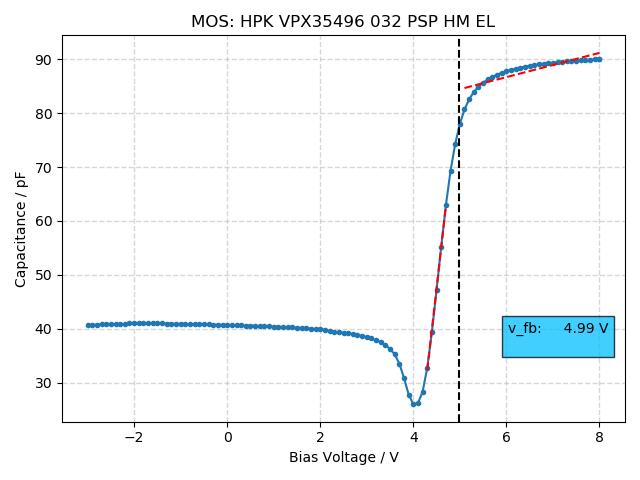 MOS: HPK VPX35496 032 PSP HM EL
Capacitance / pF
90
80
70
60
50
40
30
v_fb: 4.99 V
−2 0 2 4 6 8
Bias Voltage / V